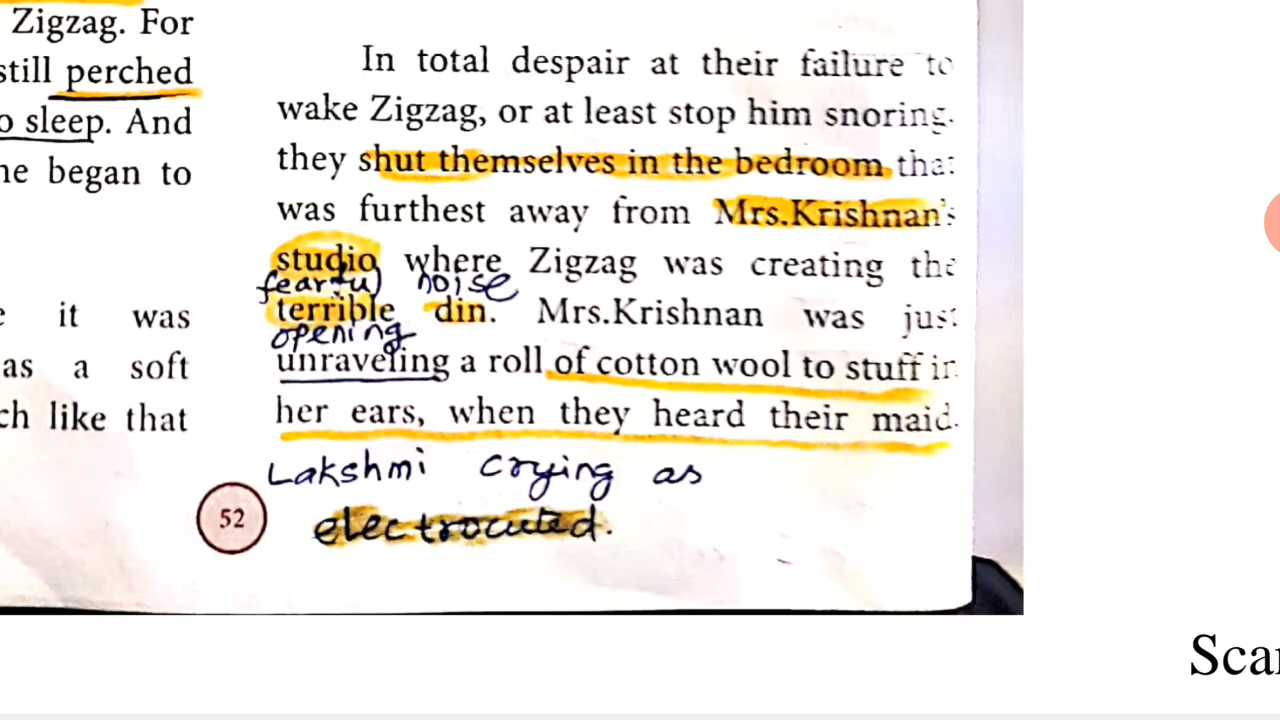 Zigzag. For
still perched
o sleep. And
he began to
it was
as a soft
ch like that
In total despair at their failure to
wake Zigzag, or at least stop him snoring.
they shut themselves in the bedroom that
was furthest away from Mrs.Krishnan's
studio where Zigzag was creating the
fearful noise
terrible din. Mrs.Krishnan was just
opening
unraveling a roll of cotton wool to stuff in
her ears, when they heard their maid.
Lakshmi crying as
electrocuted.
52